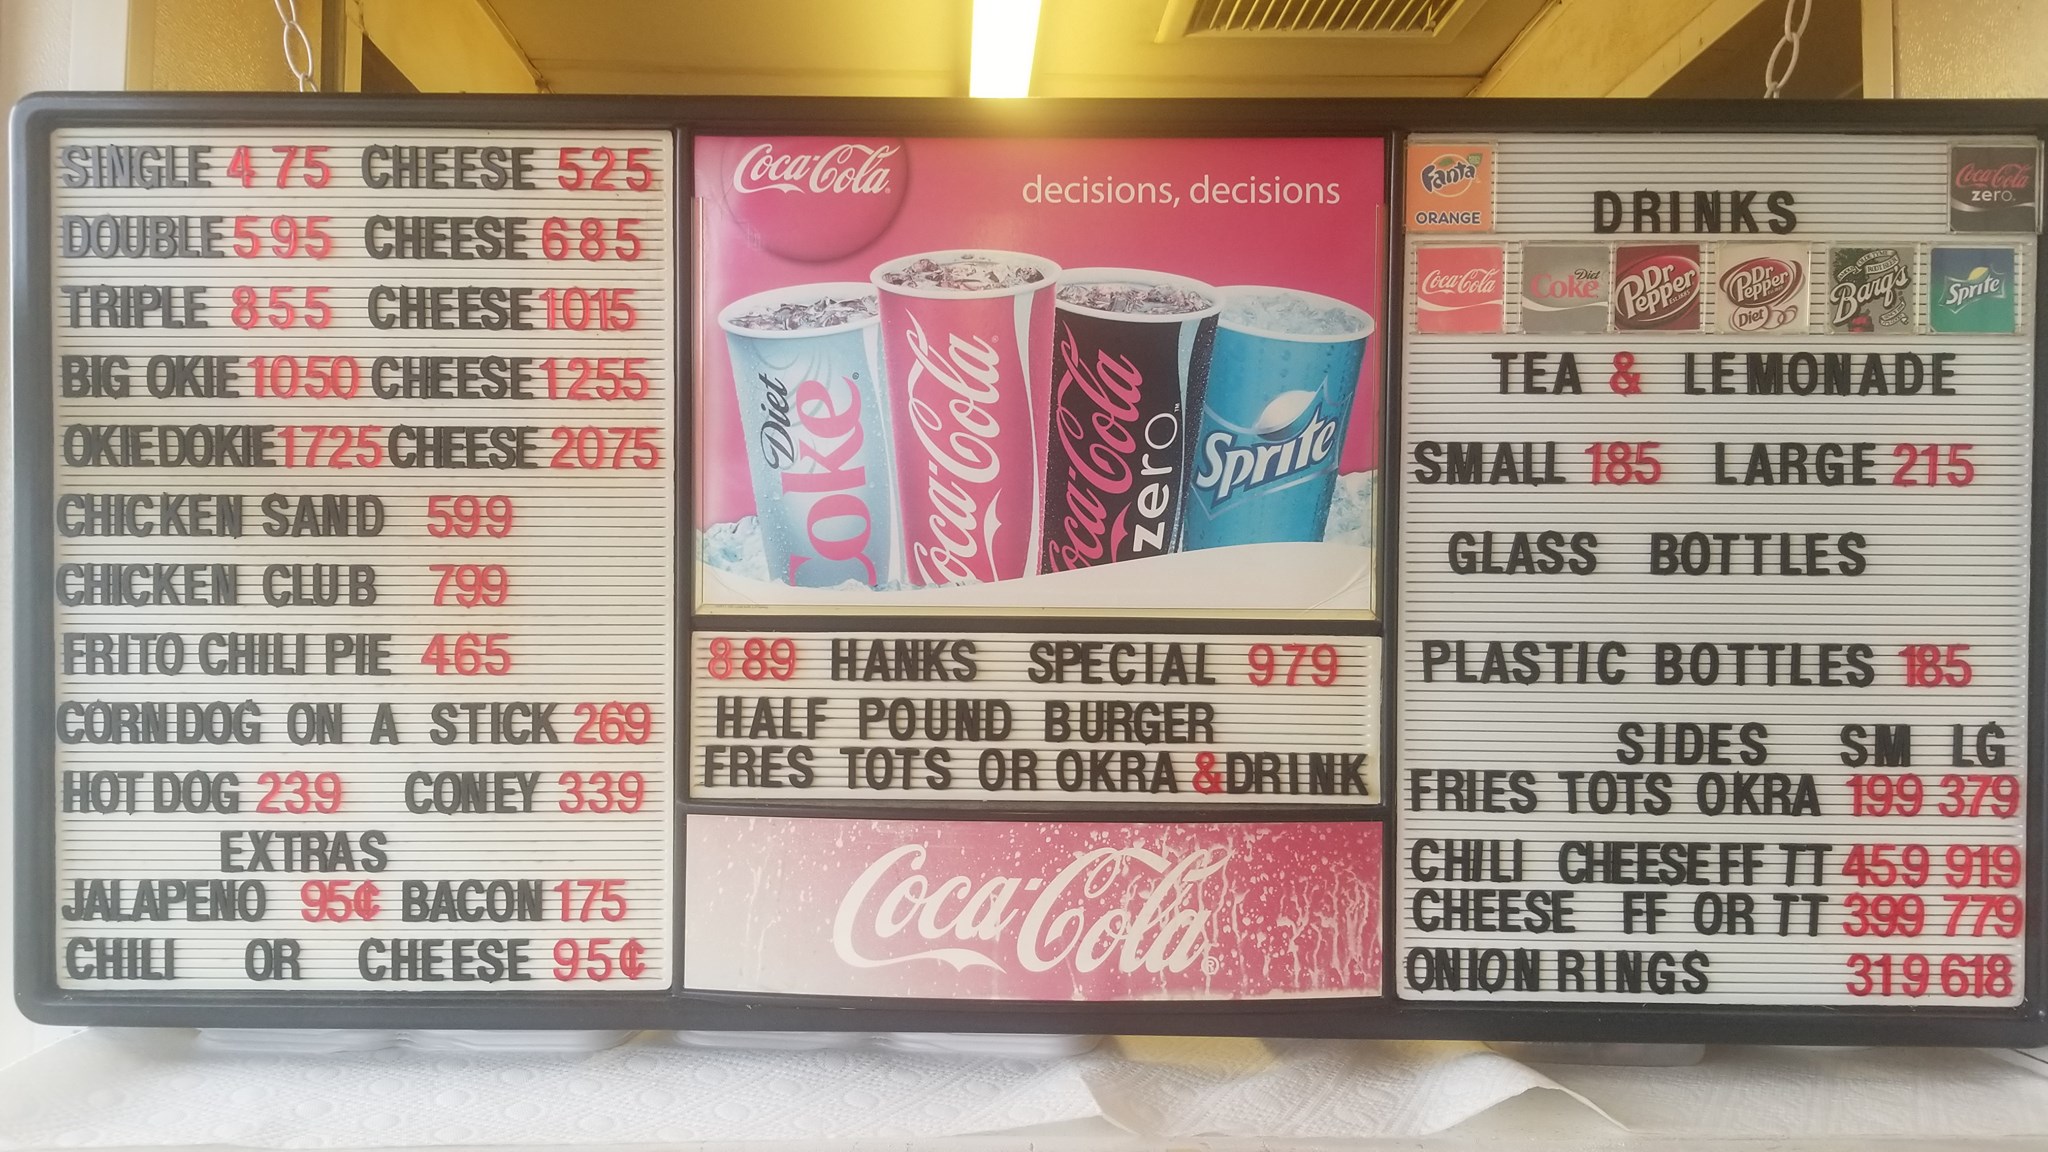 SINGLE 475 CHEESE 525
DOUBLE 595 CHEESE 685
TRIPLE 855 CHEESE 1015
BIG OKIE 1050 CHEESE 1255
OKIEDOKIE 1725 CHEESE 2075
CHICKEN SAND 599
CHICKEN CLUB 799
FRITO CHILI PIE 465
CORN DOG ON A STICK 269
HOT DOG 239 CONEY 339
EXTRAS
JALAPENO 95¢ BACON 175
CHILI OR CHEESE 95¢
Coca-Cola
decisions, decisions
Diet Coke
Coca-Cola
Coca-Cola zero™
Sprite
889 HANKS SPECIAL 979
HALF POUND BURGER
FRES TOTS OR OKRA & DRINK
Coca-Cola®
Fanta
ORANGE
DRINKS
Coca-Cola
zero
Coca-Cola
Diet Coke
Dr Pepper
Dr Pepper Diet
Barq's
Sprite
TEA & LEMONADE
SMALL 185 LARGE 215
GLASS BOTTLES
PLASTIC BOTTLES 185
SIDES SM LG
FRIES TOTS OKRA 199 379
CHILI CHEESE FF TT 459 919
CHEESE FF OR TT 399 779
ONION RINGS 319 618